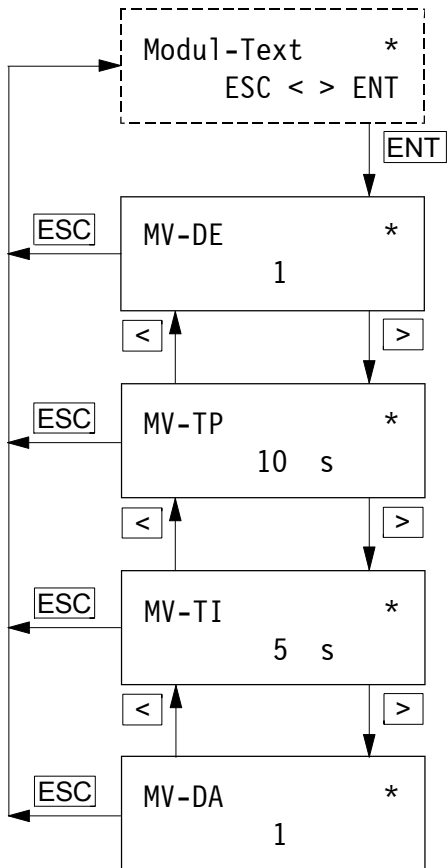 Modul-Text *
ESC < > ENT
ENT
ESC
MV-DE *
1
< >
ESC
MV-TP *
10 s
< >
ESC
MV-TI *
5 s
< >
ESC
MV-DA *
1